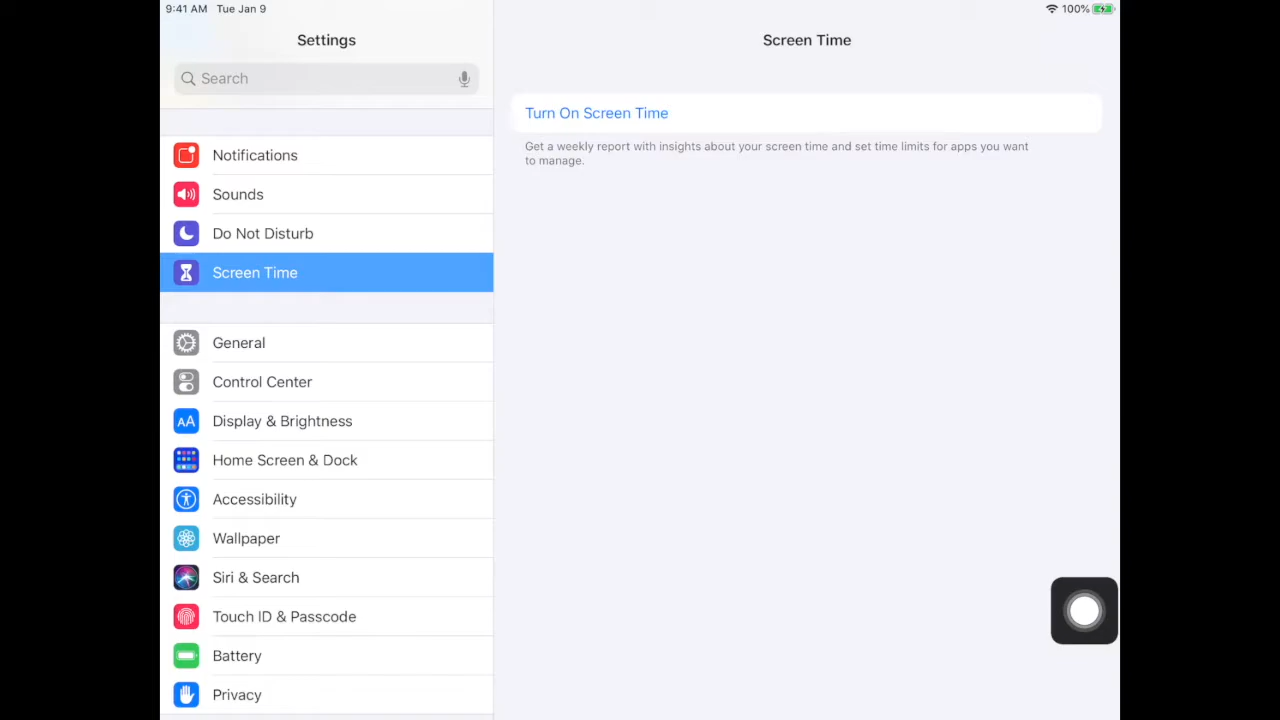 9:41 AM Tue Jan 9
100%
Settings
Search
Notifications
Sounds
Do Not Disturb
Screen Time
General
Control Center
AA
Display & Brightness
Home Screen & Dock
Accessibility
Wallpaper
Siri & Search
Touch ID & Passcode
Battery
Privacy
Screen Time
Turn On Screen Time
Get a weekly report with insights about your screen time and set time limits for apps you want
to manage.